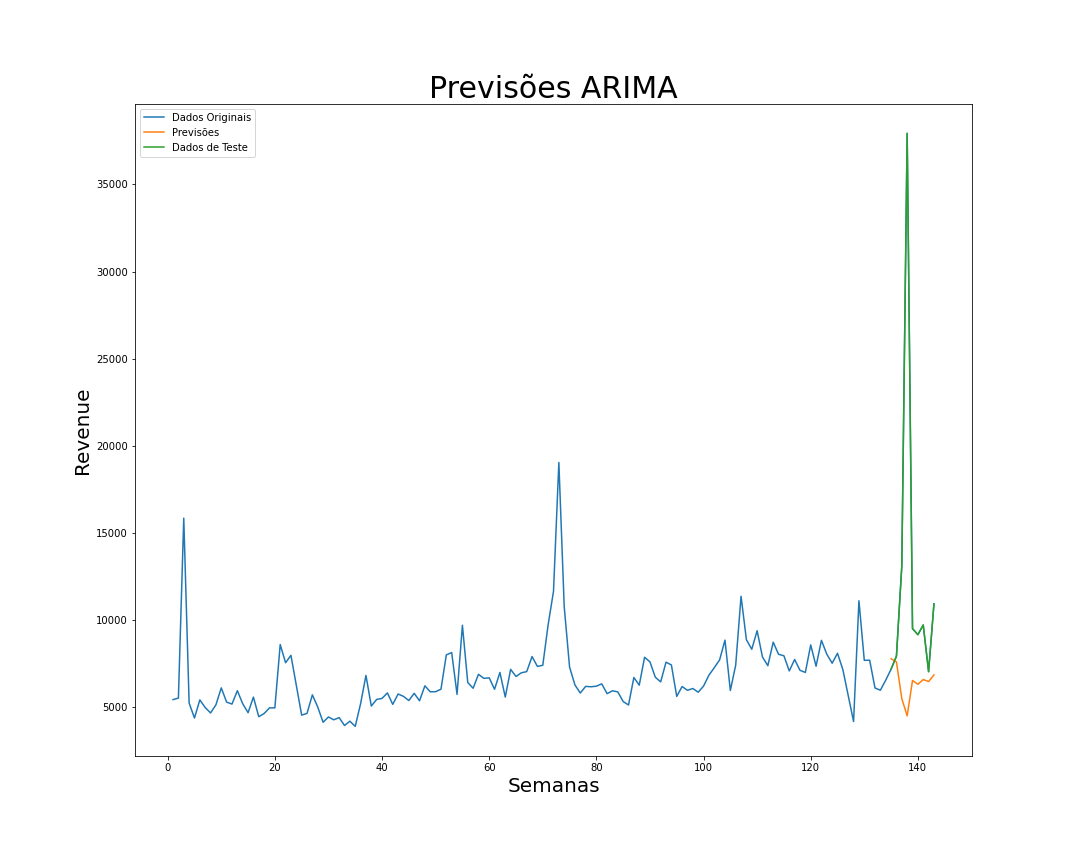 Previsões ARIMA
Dados Originais
Previsões
Dados de Teste
Revenue
35000
30000
25000
20000
15000
10000
5000
0 20 40 60 80 100 120 140
Semanas